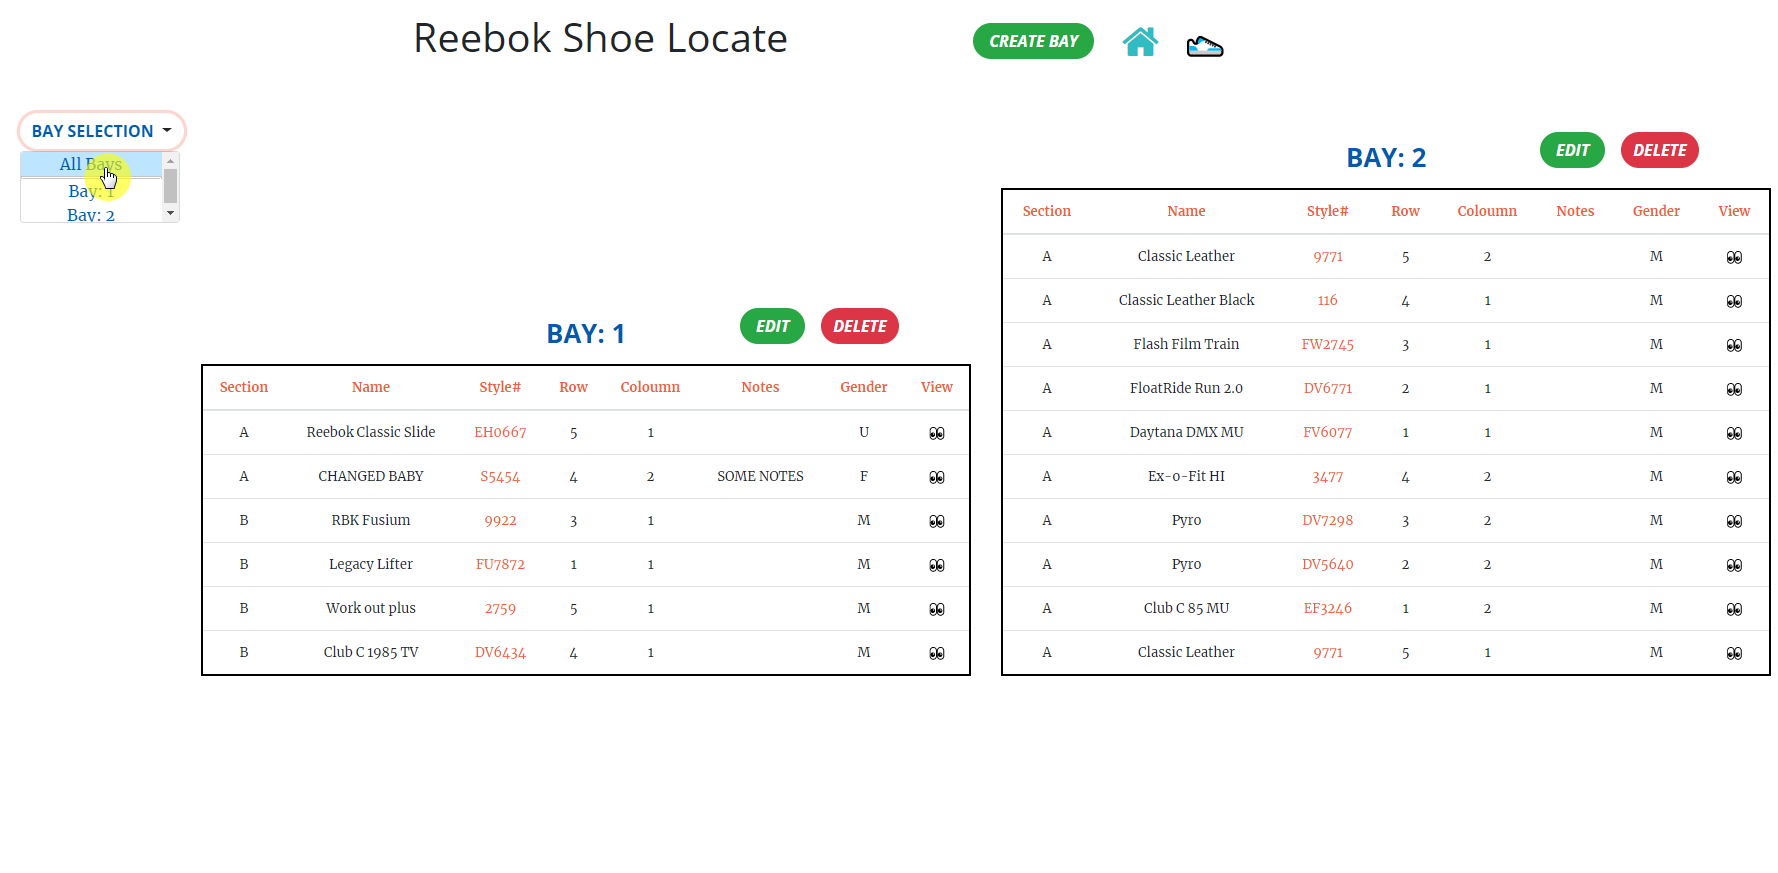 Reebok Shoe Locate
CREATE BAY
BAY SELECTION
All Bays
Bay: 1
Bay: 2
BAY: 1
EDIT
DELETE
Section Name Style# Row Coloumn Notes Gender View
A Reebok Classic Slide EH0667 5 1 U
A CHANGED BABY S5454 4 2 SOME NOTES F
B RBK Fusium 9922 3 1 M
B Legacy Lifter FU7872 1 1 M
B Work out plus 2759 5 1 M
B Club C 1985 TV DV6434 4 1 M
BAY: 2
EDIT
DELETE
Section Name Style# Row Coloumn Notes Gender View
A Classic Leather 9771 5 2 M
A Classic Leather Black 116 4 1 M
A Flash Film Train FW2745 3 1 M
A FloatRide Run 2.0 DV6771 2 1 M
A Daytana DMX MU FV6077 1 1 M
A Ex-o-Fit HI 3477 4 2 M
A Pyro DV7298 3 2 M
A Pyro DV5640 2 2 M
A Club C 85 MU EF3246 1 2 M
A Classic Leather 9771 5 1 M